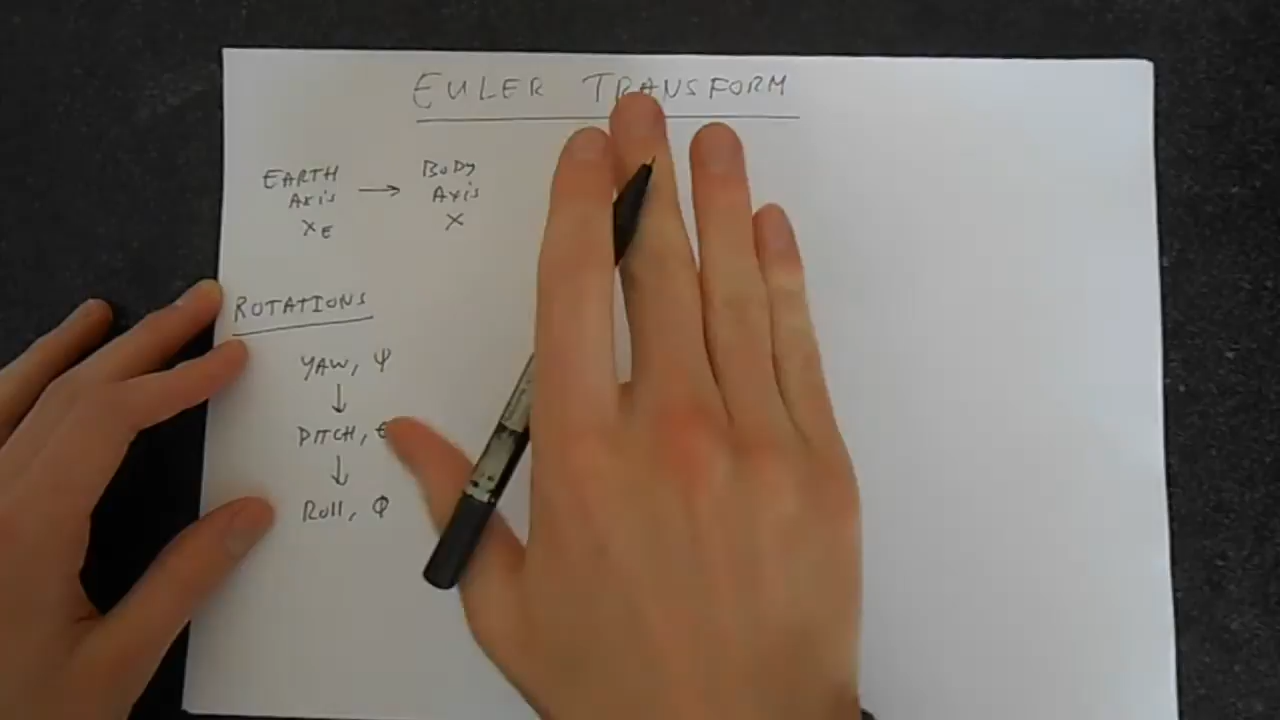 EULER TRANSFORM
EARTH → BODY
Axis Axis
XE X
ROTATIONS
YAW, Ψ
↓
PITCH, Θ
↓
Roll, Φ